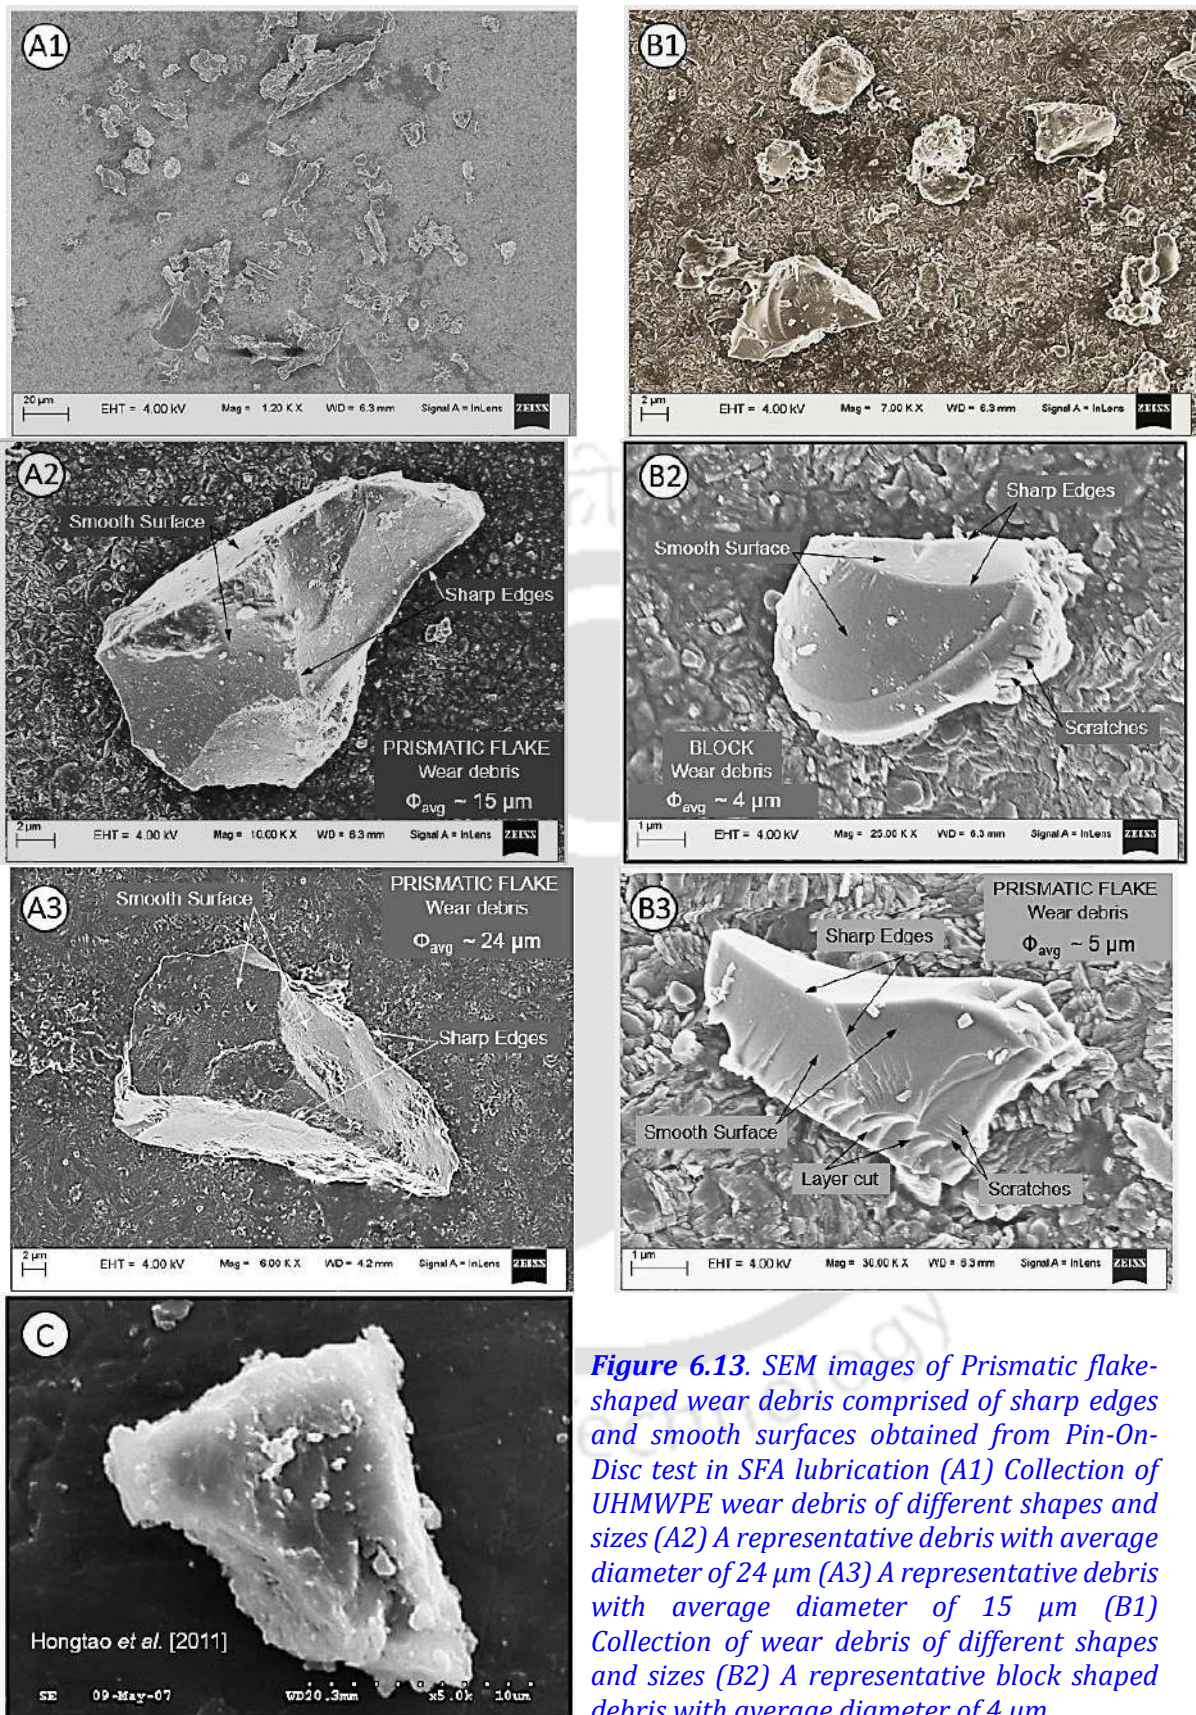 A1
20 µm
EHT = 4.00 kV Mag = 1.20 K X WD = 6.3 mm Signal A = InLens ZEISS
B1
2 µm
EHT = 4.00 kV Mag = 7.00 K X WD = 6.3 mm Signal A = InLens ZEISS
A2
Smooth Surface
Sharp Edges
PRISMATIC FLAKE
Wear debris
Φavg ~ 15 µm
2 µm
EHT = 4.00 kV Mag = 10.00 K X WD = 6.3 mm Signal A = InLens ZEISS
B2
Sharp Edges
Smooth Surface
Scratches
BLOCK
Wear debris
Φavg ~ 4 µm
1 µm
EHT = 4.00 kV Mag = 25.00 K X WD = 6.3 mm Signal A = InLens ZEISS
A3
Smooth Surface
PRISMATIC FLAKE
Wear debris
Φavg ~ 24 µm
Sharp Edges
2 µm
EHT = 4.00 kV Mag = 6.00 K X WD = 4.2 mm Signal A = InLens ZEISS
B3
PRISMATIC FLAKE
Wear debris
Φavg ~ 5 µm
Sharp Edges
Smooth Surface
Layer cut
Scratches
1 µm
EHT = 4.00 kV Mag = 30.00 K X WD = 6.3 mm Signal A = InLens ZEISS
C
Hongtao et al. [2011]
SE 09-May-07 WD20.3mm x5.0k 10um
Technology
Figure 6.13. SEM images of Prismatic flake-
shaped wear debris comprised of sharp edges
and smooth surfaces obtained from Pin-On-
Disc test in SFA lubrication (A1) Collection of
UHMWPE wear debris of different shapes and
sizes (A2) A representative debris with average
diameter of 24 µm (A3) A representative debris
with average diameter of 15 µm (B1)
Collection of wear debris of different shapes
and sizes (B2) A representative block shaped
debris with average diameter of 4 µm